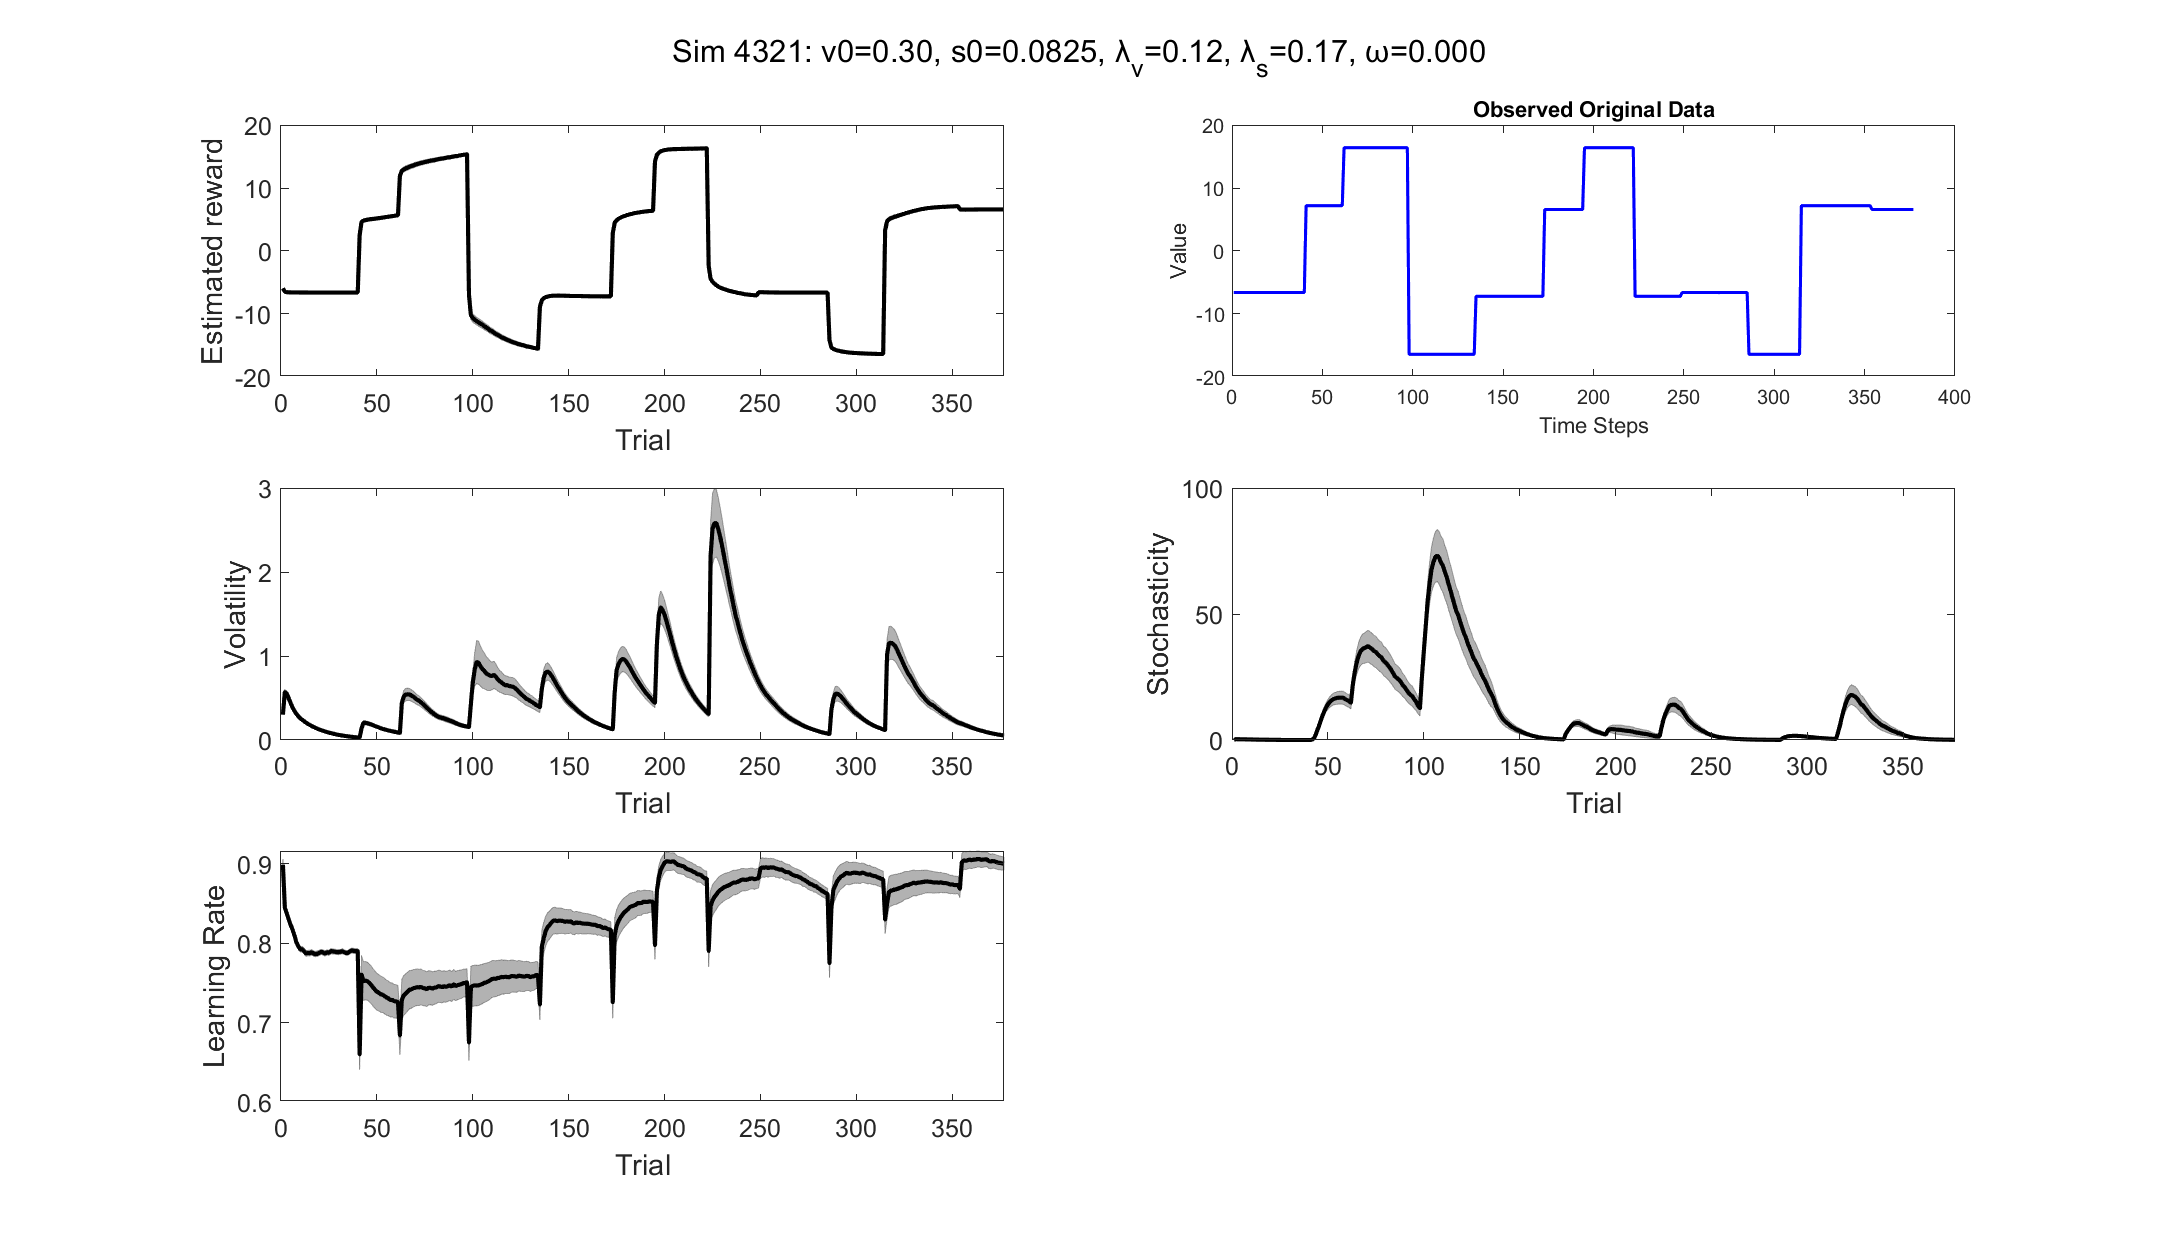 Sim 4321: v0=0.30, s0=0.0825, λv=0.12, λs=0.17, ω=0.000
Estimated reward
20
10
0
-10
-20
0 50 100 150 200 250 300 350
Trial
Observed Original Data
Value
20
10
0
-10
-20
0 50 100 150 200 250 300 350 400
Time Steps
Volatility
3
2
1
0
0 50 100 150 200 250 300 350
Trial
Stochasticity
100
50
0
0 50 100 150 200 250 300 350
Trial
Learning Rate
0.9
0.8
0.7
0.6
0 50 100 150 200 250 300 350
Trial